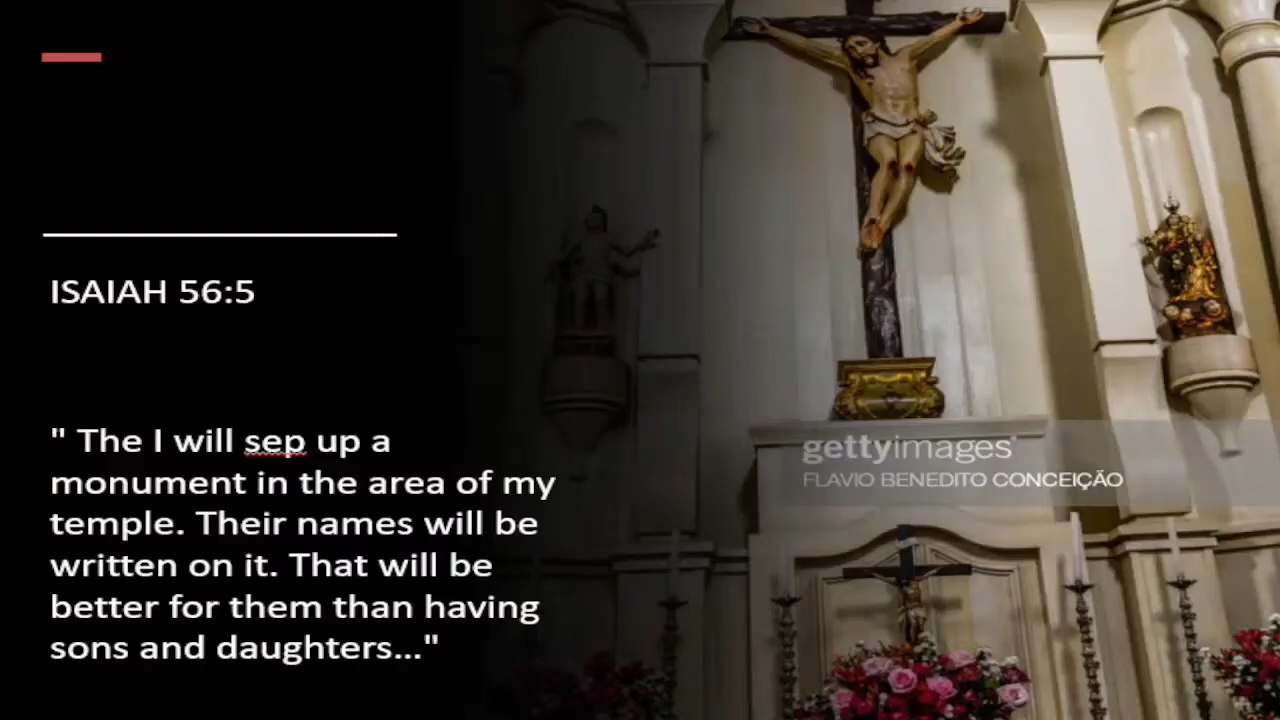 ISAIAH 56:5
" The I will sep up a
monument in the area of my
temple. Their names will be
written on it. That will be
better for them than having
sons and daughters..."
gettyimages
FLAVIO BENEDITO CONCEIÇÃO